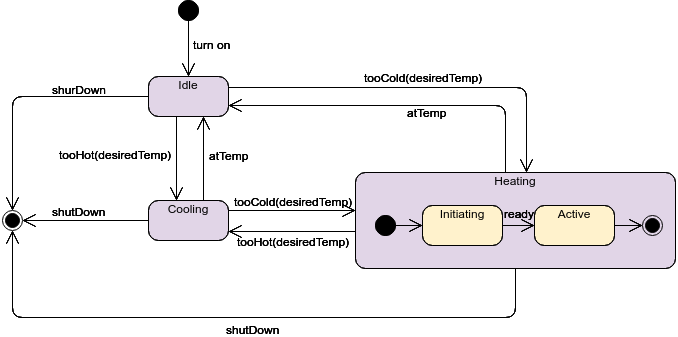 turn on
Idle
tooCold(desiredTemp)
shurDown
atTemp
tooHot(desiredTemp)
atTemp
Heating
tooCold(desiredTemp)
Cooling
shutDown
Initiating
ready
Active
tooHot(desiredTemp)
shutDown